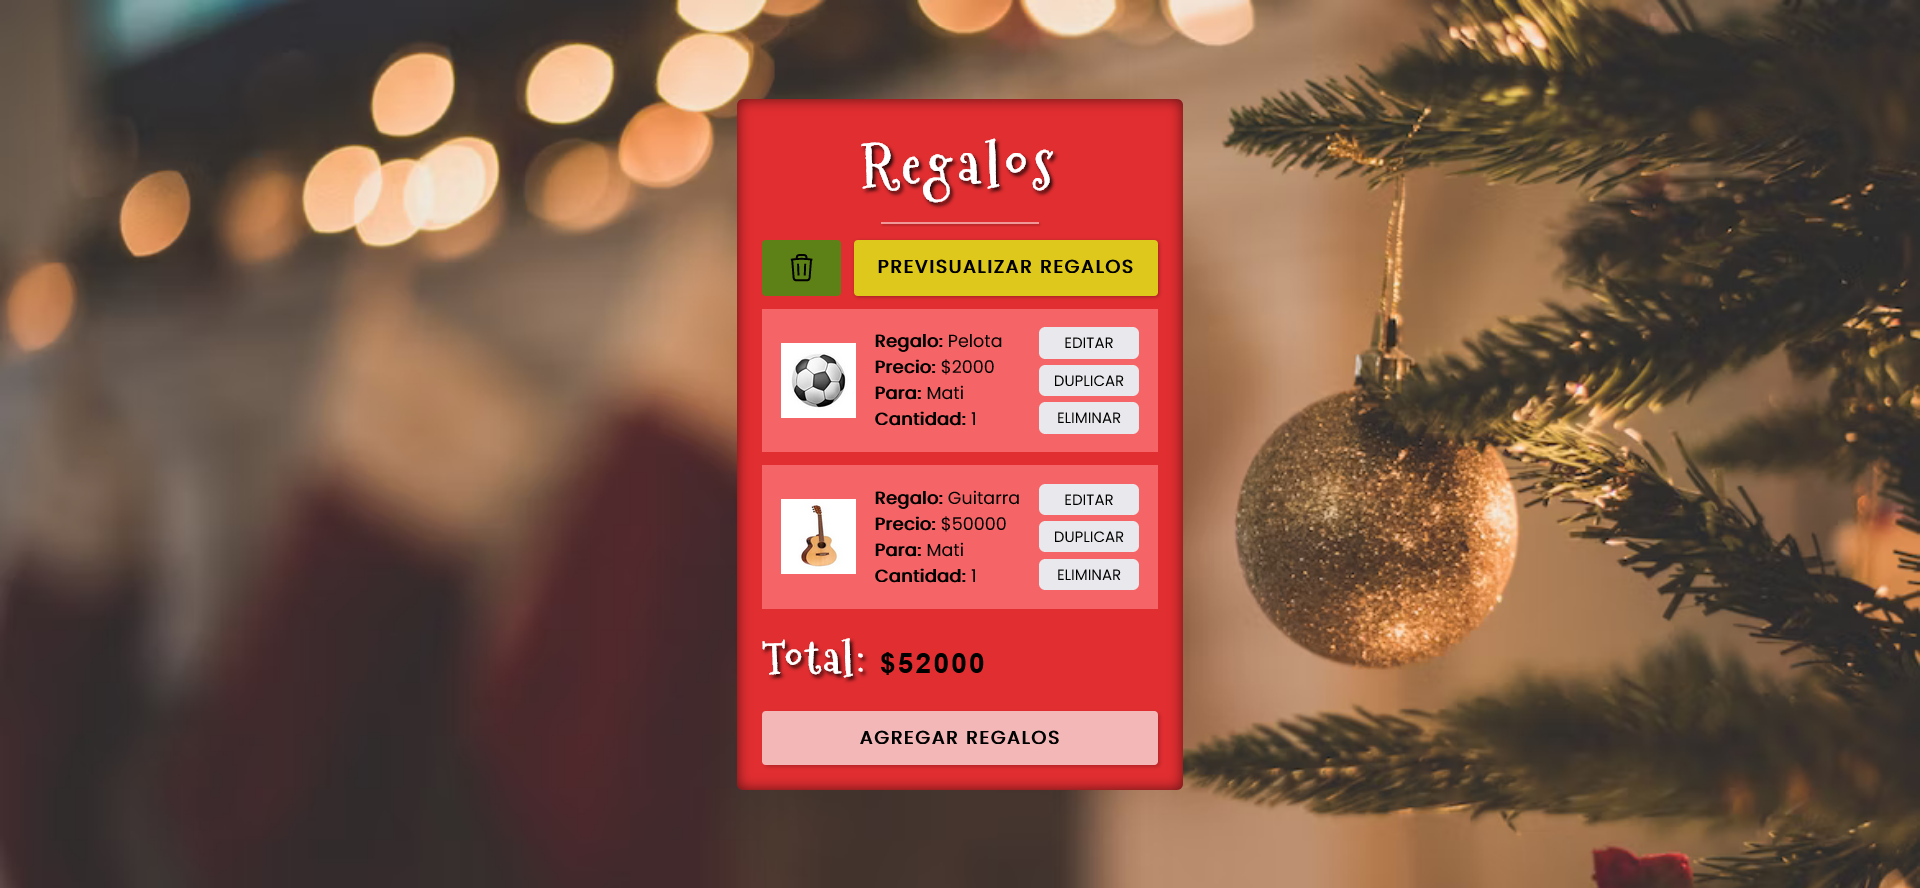 Regalos
PREVISUALIZAR REGALOS
Regalo: Pelota
Precio: $2000
Para: Mati
Cantidad: 1
EDITAR
DUPLICAR
ELIMINAR
Regalo: Guitarra
Precio: $50000
Para: Mati
Cantidad: 1
EDITAR
DUPLICAR
ELIMINAR
Total: $52000
AGREGAR REGALOS